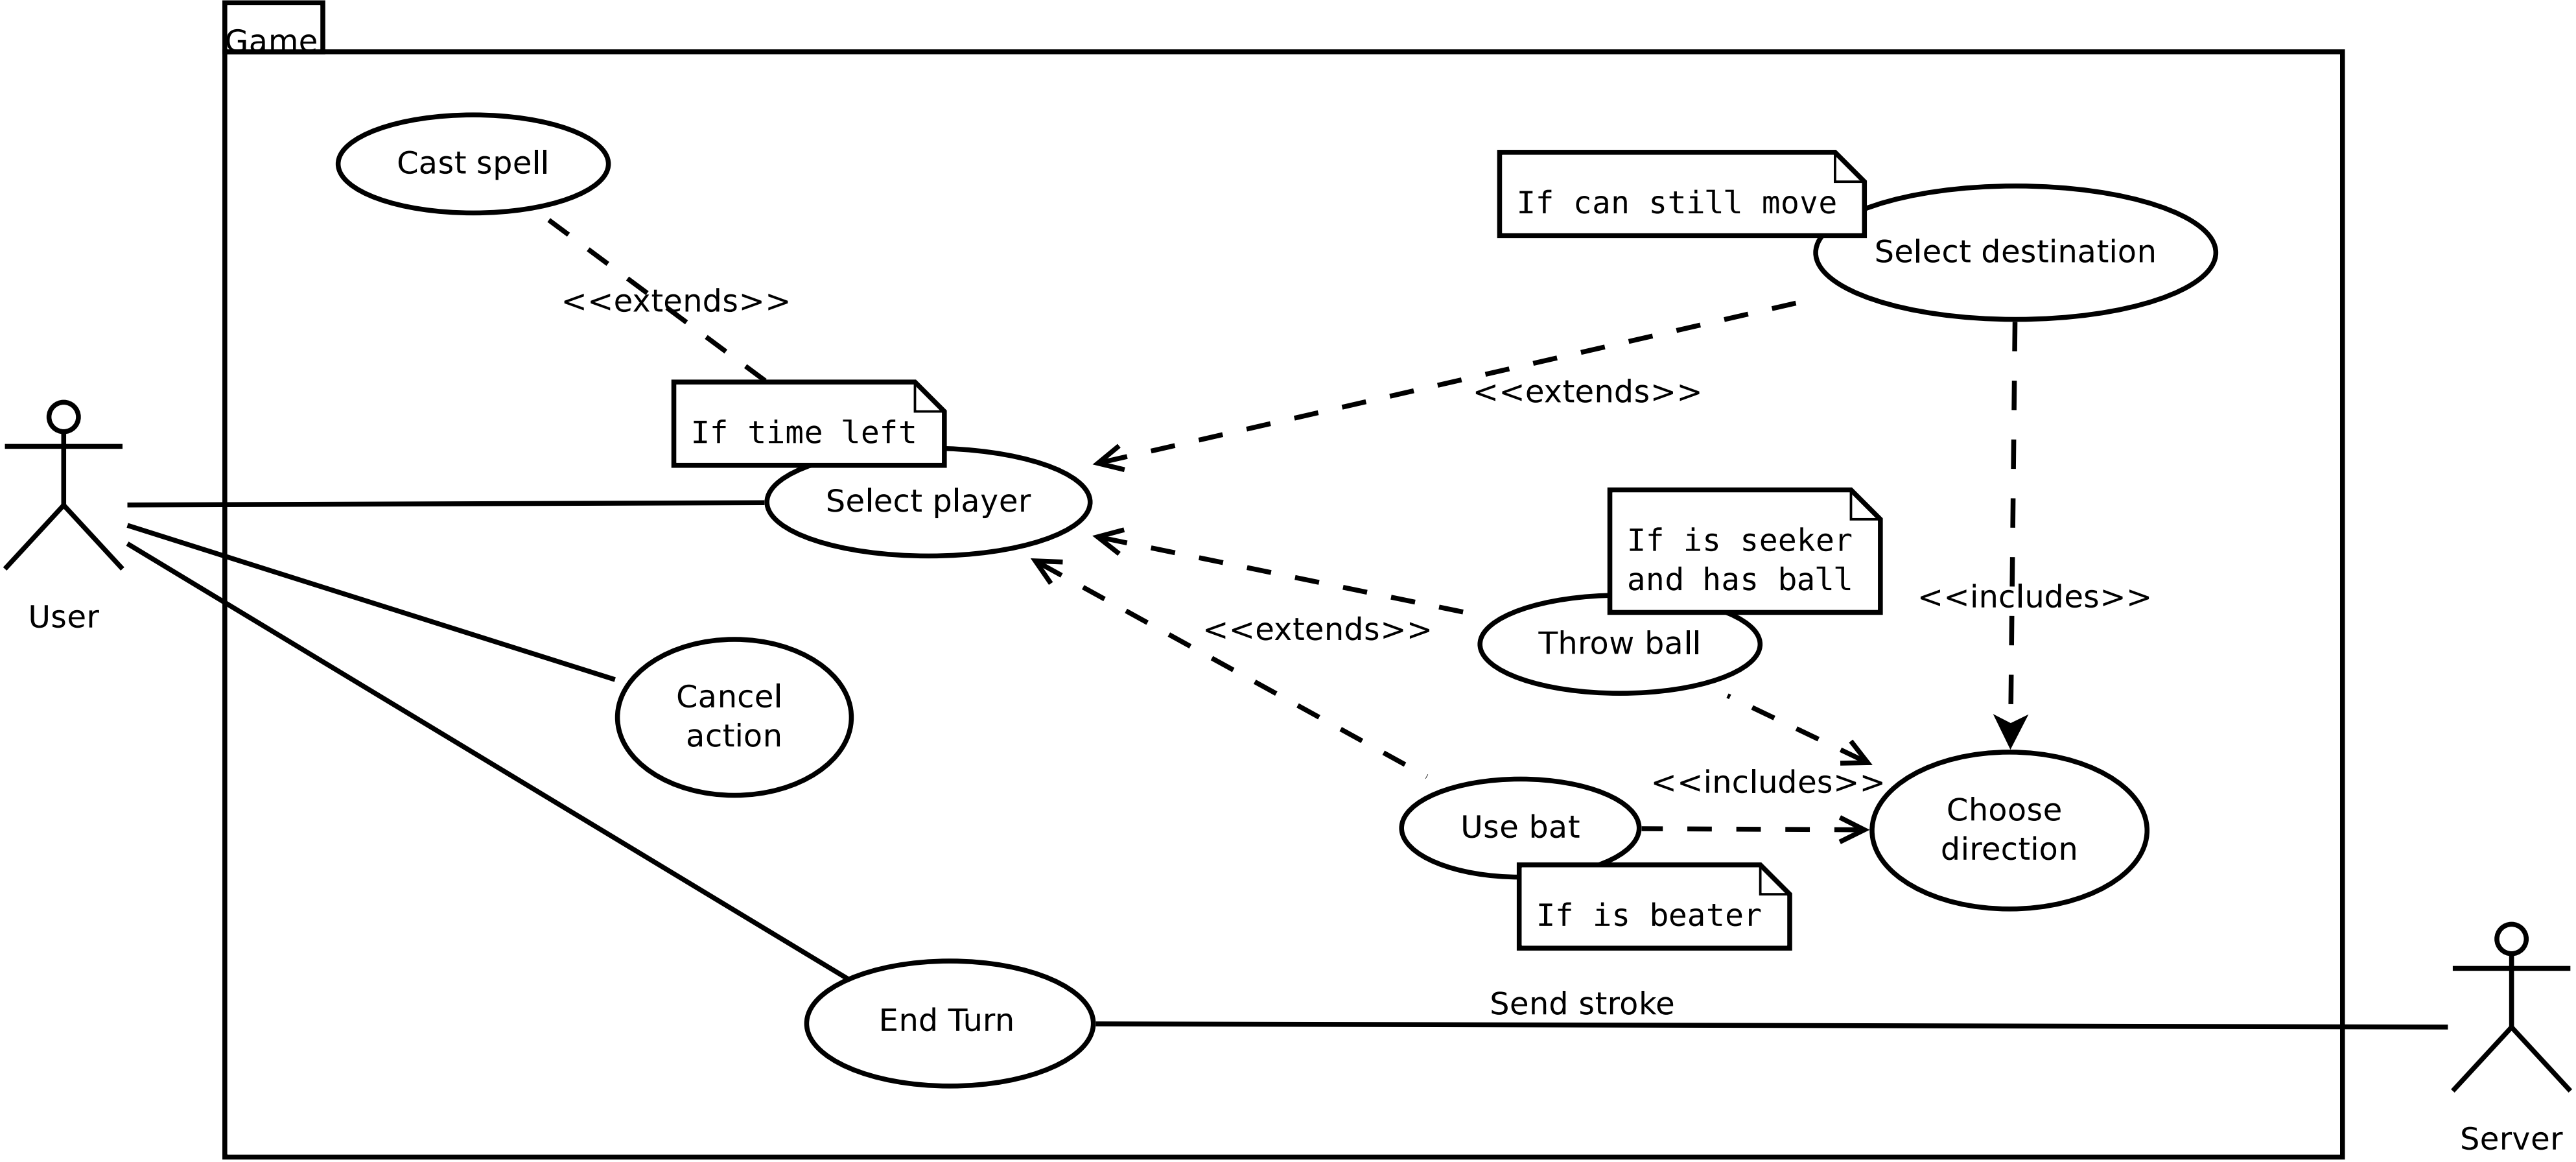 Game
Cast spell
If can still move
Select destination
<<extends>>
<<extends>>
If time left
Select player
If is seeker
and has ball
<<includes>>
User
<<extends>>
Throw ball
Cancel
action
<<includes>>
Choose
direction
Use bat
If is beater
Send stroke
End Turn
Server